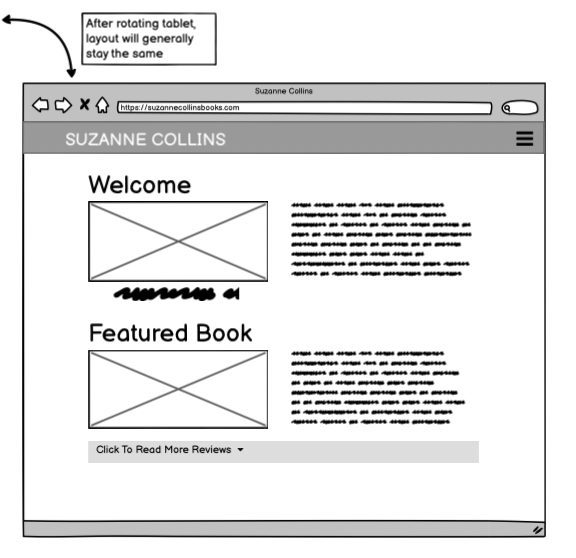 After rotating tablet,
layout will generally
stay the same
Suzanne Collins
https://suzannecollinsbooks.com
SUZANNE COLLINS
Welcome
Featured Book
Click To Read More Reviews